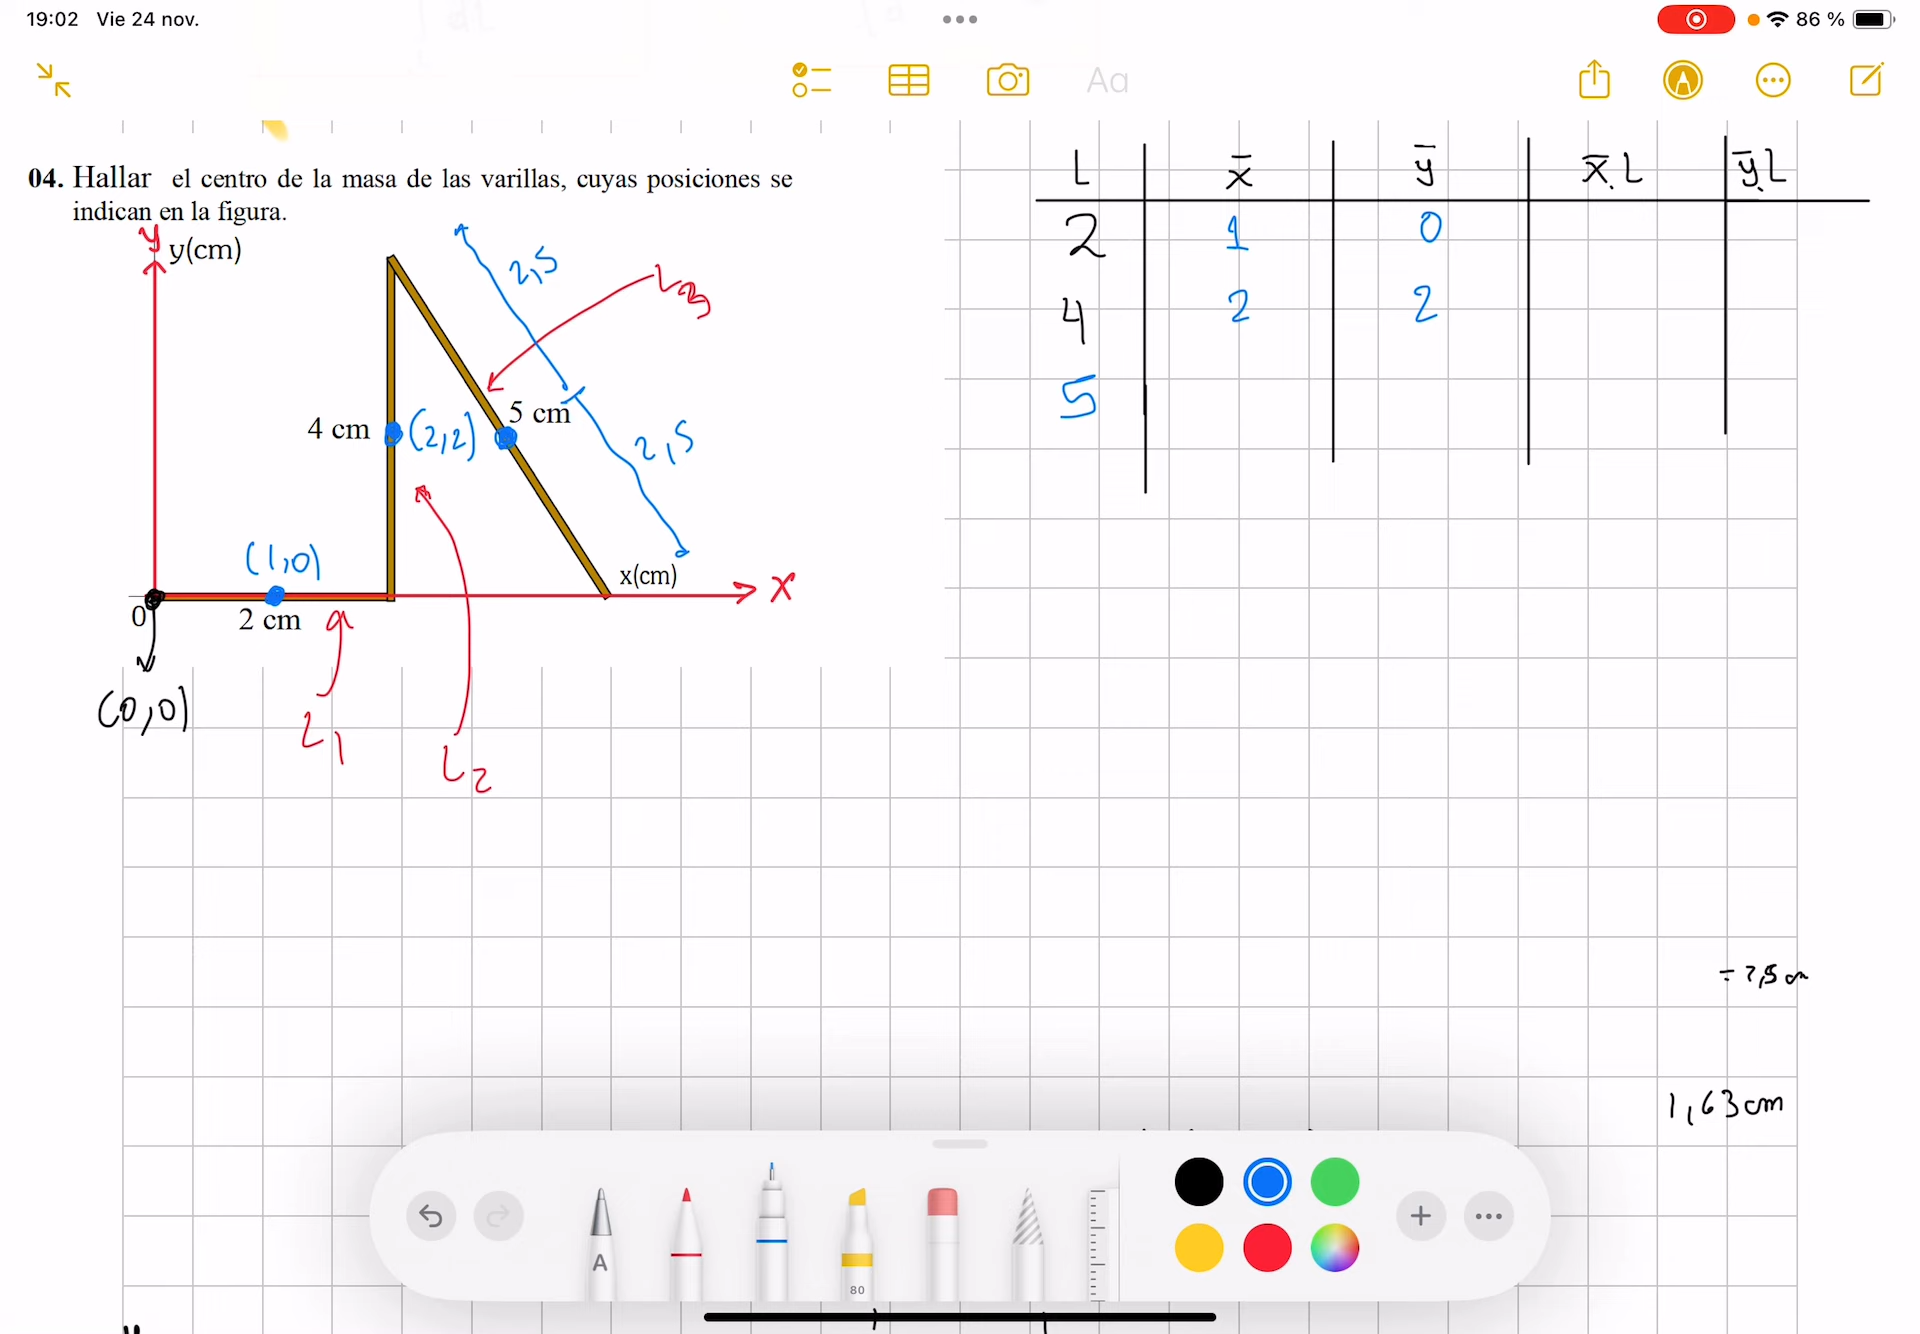 19:02 Vie 24 nov.
86 %
Aa
04. Hallar el centro de la masa de las varillas, cuyas posiciones se
indican en la figura.
y
y(cm)
2,5
L3
5 cm
4 cm
(2,2)
2,5
(1,0)
x(cm)
x
0
2 cm
(0,0)
L1
L2
L x̄ ȳ x̄.L ȳ.L
2 1 0
4 2 2
5
1,63cm
A
80